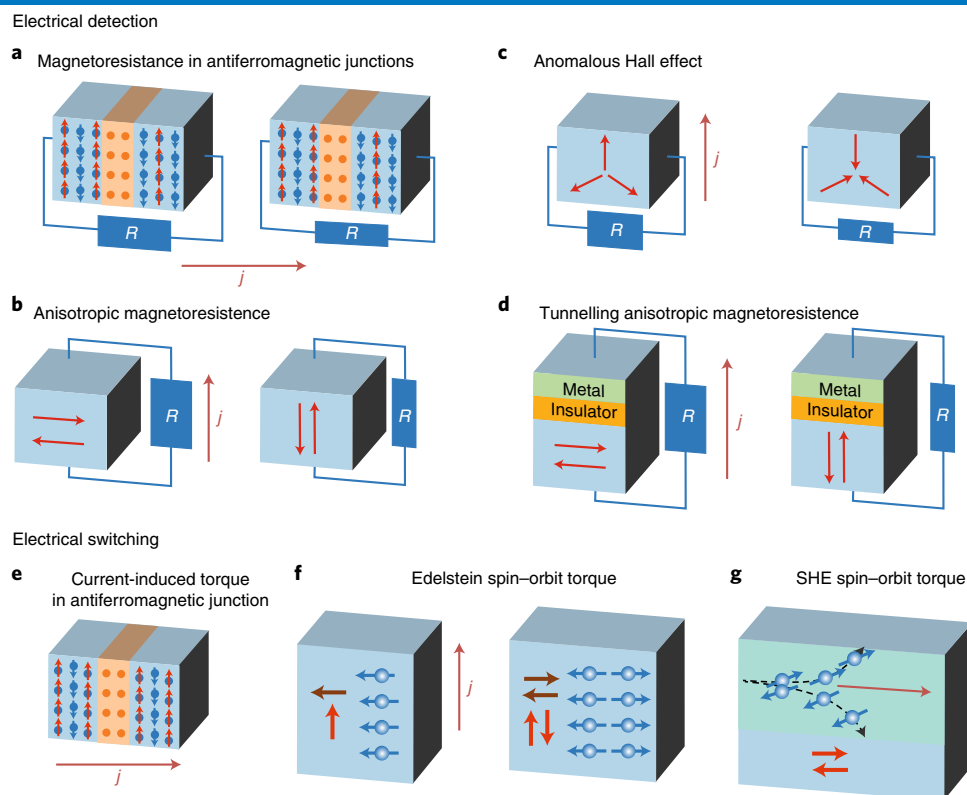 Electrical detection
a
Magnetoresistance in antiferromagnetic junctions
R
R
j
c
Anomalous Hall effect
R
j
R
b
Anisotropic magnetoresistence
R
j
R
d
Tunnelling anisotropic magnetoresistence
Metal
Insulator
R
j
Metal
Insulator
R
Electrical switching
e
Current-induced torque
in antiferromagnetic junction
j
f
Edelstein spin–orbit torque
j
g
SHE spin–orbit torque